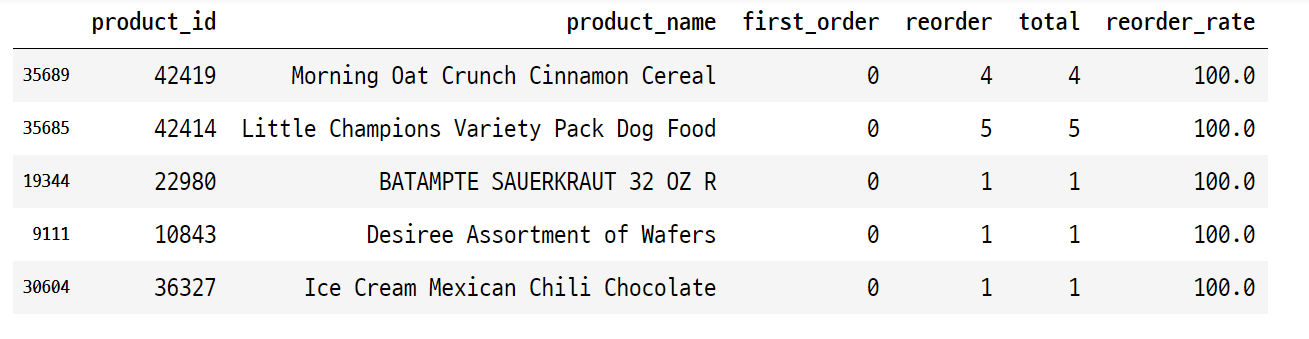 product_id product_name first_order reorder total reorder_rate
35689 42419 Morning Oat Crunch Cinnamon Cereal 0 4 4 100.0
35685 42414 Little Champions Variety Pack Dog Food 0 5 5 100.0
19344 22980 BATAMPTE SAUERKRAUT 32 OZ R 0 1 1 100.0
9111 10843 Desiree Assortment of Wafers 0 1 1 100.0
30604 36327 Ice Cream Mexican Chili Chocolate 0 1 1 100.0